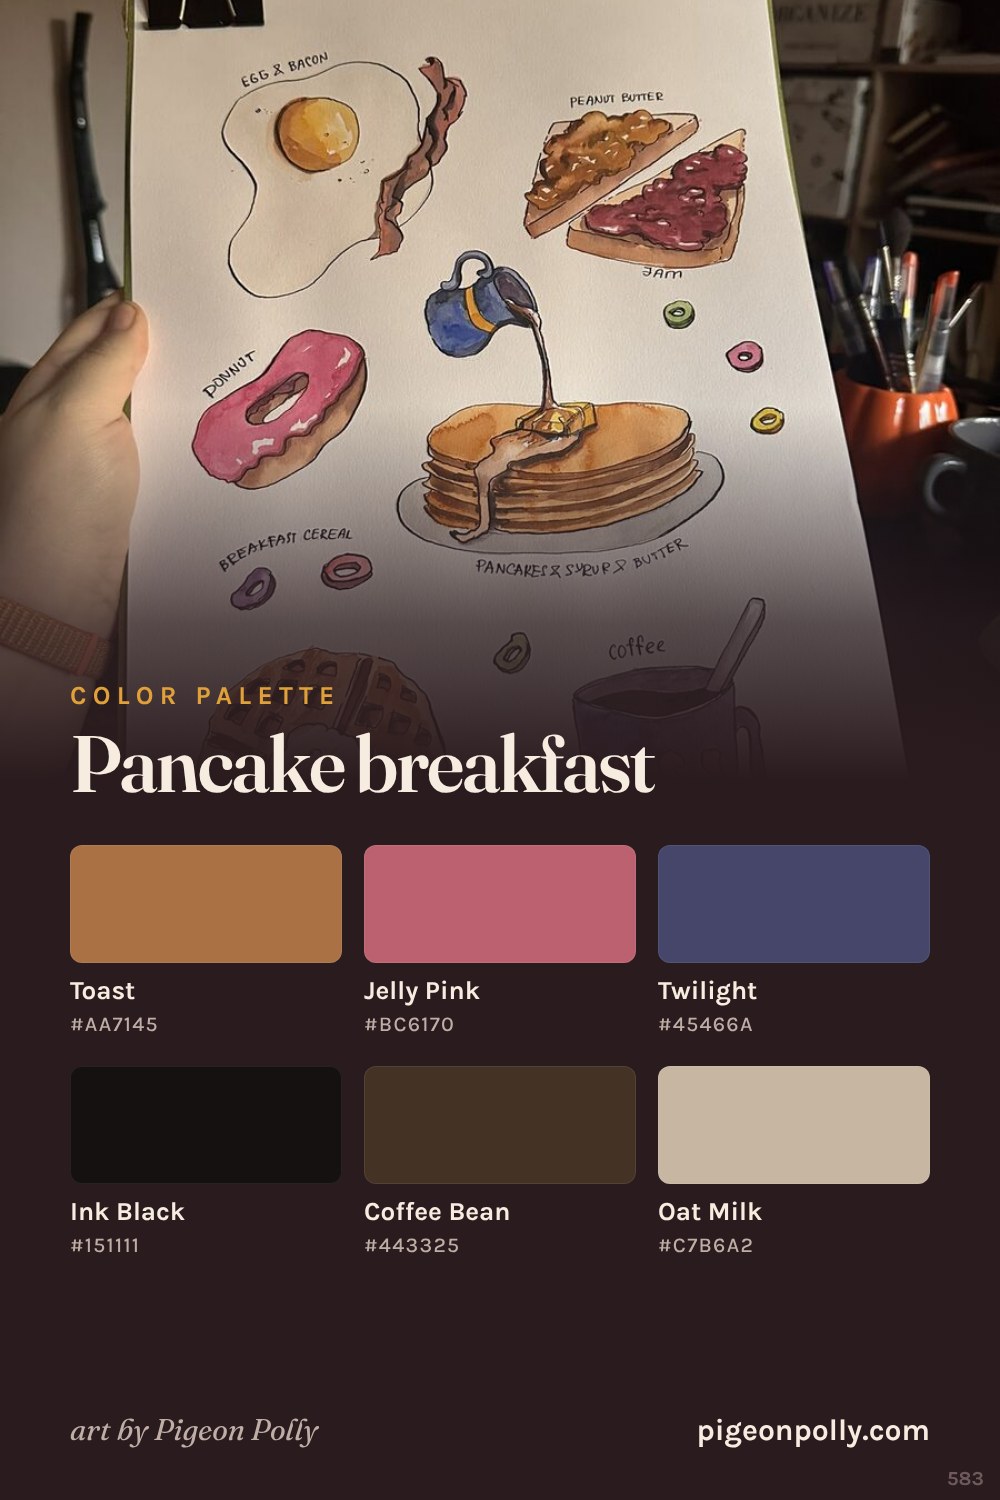 ORGANIZE
EGG & BACON
PEANUT BUTTER
JAM
DONNUT
BREAKFAST CEREAL
PANCAKES & SYRUP & BUTTER
coffee
COLOR PALETTE
Pancake breakfast
Toast
#AA7145
Jelly Pink
#BC6170
Twilight
#45466A
Ink Black
#151111
Coffee Bean
#443325
Oat Milk
#C7B6A2
art by Pigeon Polly
pigeonpolly.com
583